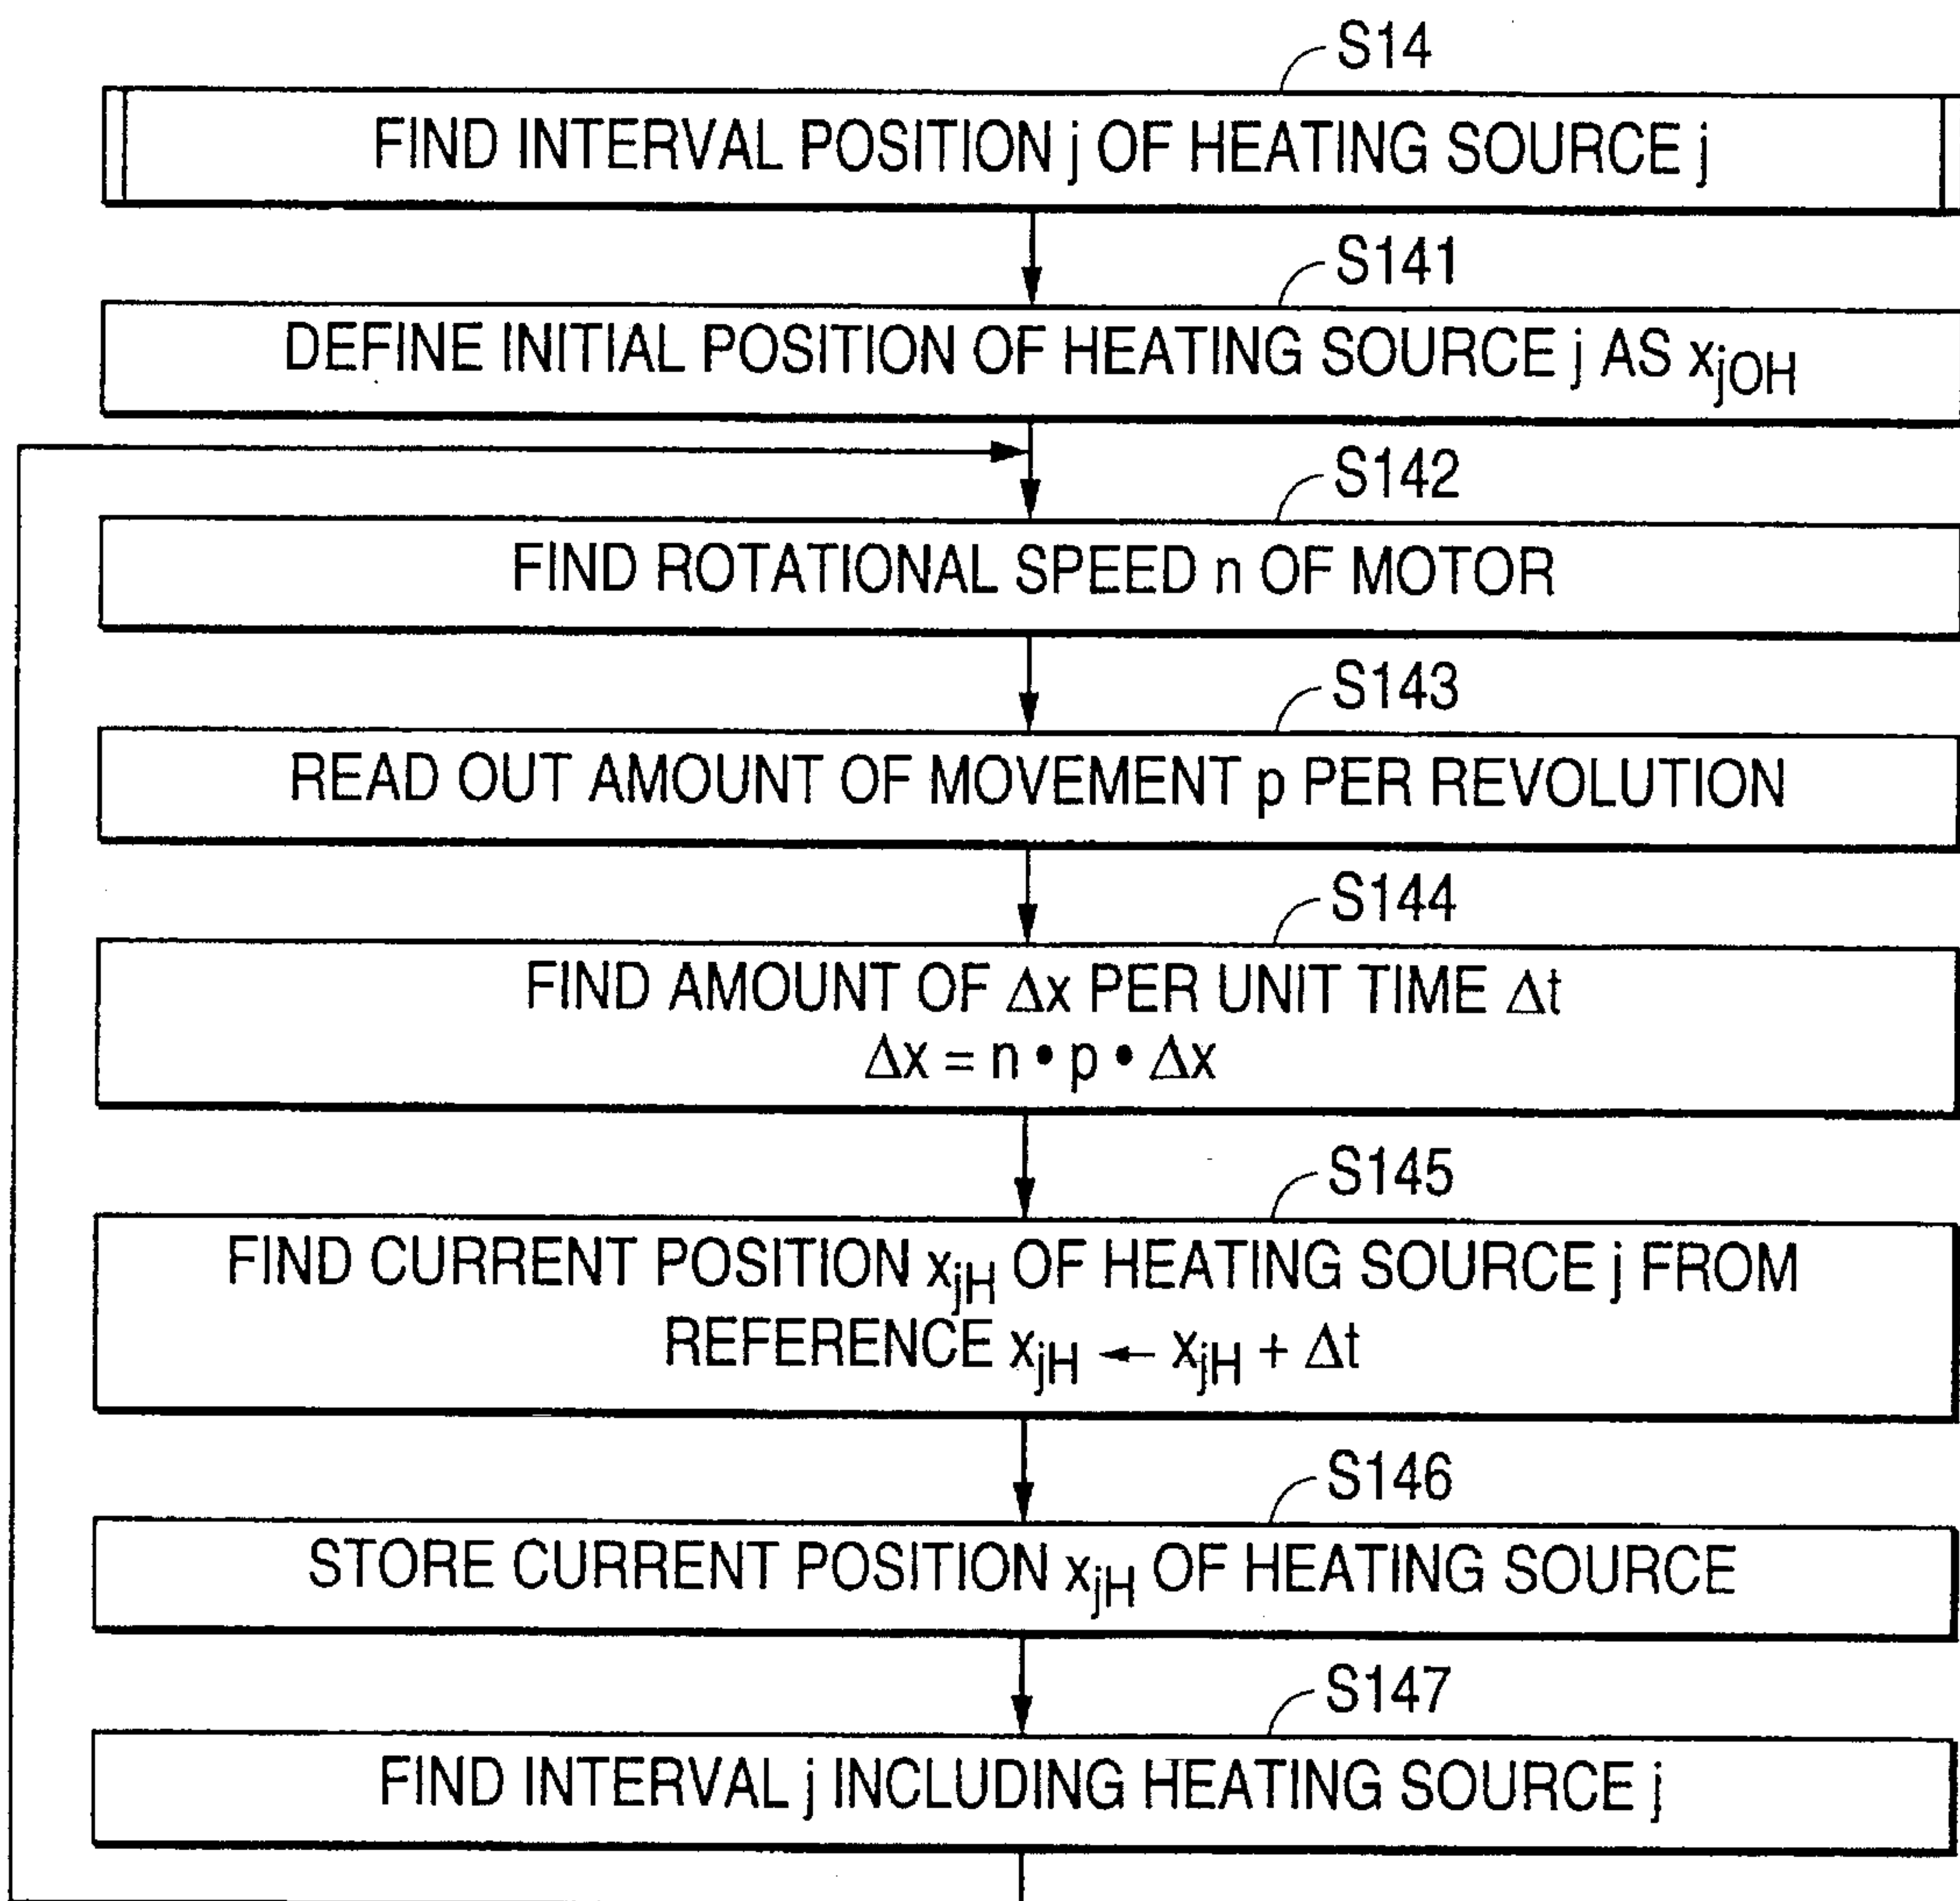 S14
FIND INTERVAL POSITION j OF HEATING SOURCE j
S141
DEFINE INITIAL POSITION OF HEATING SOURCE j AS xjOH
S142
FIND ROTATIONAL SPEED n OF MOTOR
S143
READ OUT AMOUNT OF MOVEMENT p PER REVOLUTION
S144
FIND AMOUNT OF Δx PER UNIT TIME Δt
Δx = n • p • Δx
S145
FIND CURRENT POSITION xjH OF HEATING SOURCE j FROM
REFERENCE xjH ← xjH + Δt
S146
STORE CURRENT POSITION xjH OF HEATING SOURCE
S147
FIND INTERVAL j INCLUDING HEATING SOURCE j